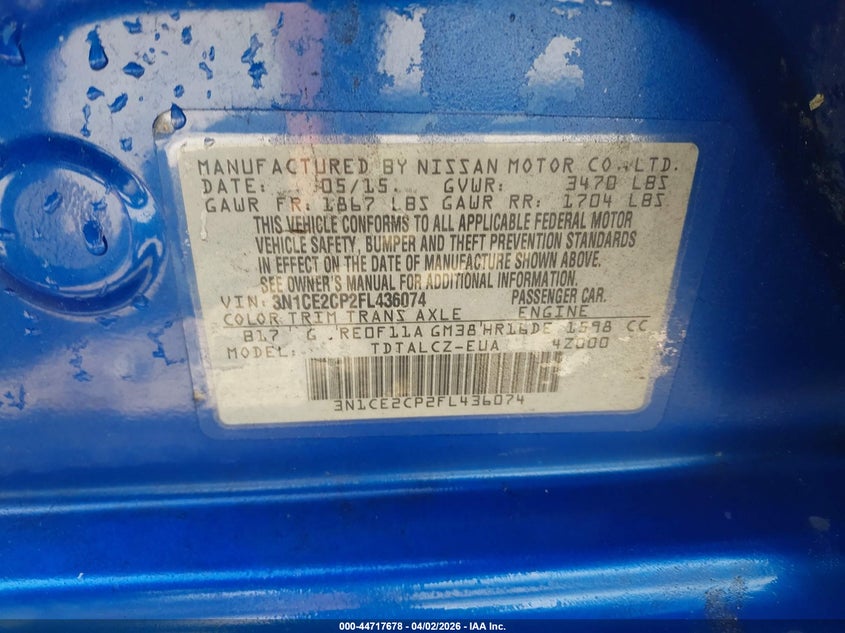 MANUFACTURED BY NISSAN MOTOR CO., LTD.
DATE: 05/15 GVWR: 3470 LBS
GAWR FR: 1867 LBS GAWR RR: 1704 LBS
THIS VEHICLE CONFORMS TO ALL APPLICABLE FEDERAL MOTOR
VEHICLE SAFETY, BUMPER AND THEFT PREVENTION STANDARDS
IN EFFECT ON THE DATE OF MANUFACTURE SHOWN ABOVE.
SEE OWNER'S MANUAL FOR ADDITIONAL INFORMATION.
VIN: 3N1CE2CP2FL436074 PASSENGER CAR.
COLOR TRIM TRANS AXLE ENGINE
B17 G RE0F11A GM38 HR16DE 1598 CC
MODEL: TDTALCZ-EUA 4Z000
3N1CE2CP2FL436074
000-44717678 - 04/02/2026 - IAA Inc.